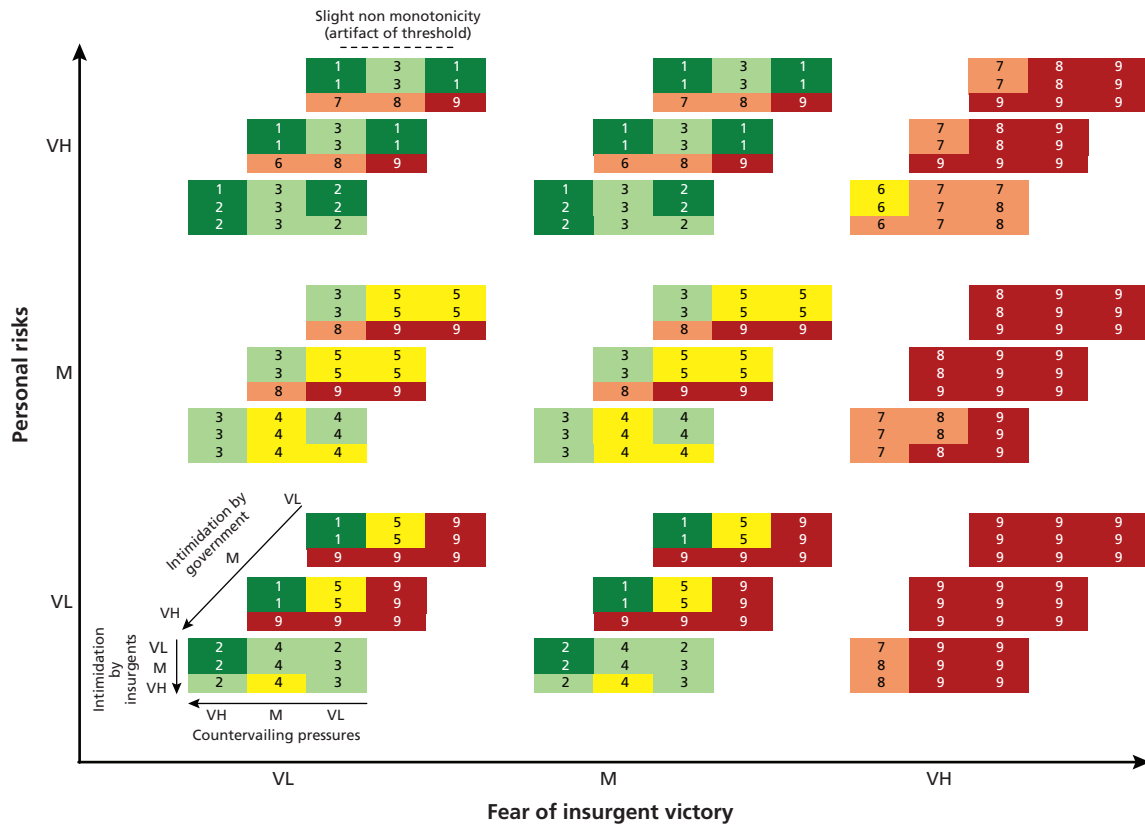 Slight non monotonicity
(artifact of threshold)
1 3 1 1 3 1 7 8 9
1 3 1 1 3 1 7 8 9
7 8 9 7 8 9 9 9 9
VH
1 3 1 1 3 1 7 8 9
1 3 1 1 3 1 7 8 9
6 8 9 6 8 9 9 9 9
1 3 2 1 3 2 6 7 7
2 3 2 2 3 2 6 7 8
2 3 2 2 3 2 6 7 8
Personal risks
3 5 5 3 5 5 8 9 9
3 5 5 3 5 5 8 9 9
8 9 9 8 9 9 9 9 9
M
3 5 5 3 5 5 8 9 9
3 5 5 3 5 5 8 9 9
8 9 9 8 9 9 9 9 9
3 4 4 3 4 4 7 8 9
3 4 4 3 4 4 7 8 9
3 4 4 3 4 4 7 8 9
Intimidation by
government
VL
M
VH
1 5 9 1 5 9 9 9 9
1 5 9 1 5 9 9 9 9
9 9 9 9 9 9 9 9 9
VL
1 5 9 1 5 9 9 9 9
1 5 9 1 5 9 9 9 9
9 9 9 9 9 9 9 9 9
Intimidation
by
insurgents
VL
M
VH
2 4 2 2 4 2 7 9 9
2 4 3 2 4 3 8 9 9
2 4 3 2 4 3 8 9 9
VH M VL
Countervailing pressures
VL M VH
Fear of insurgent victory